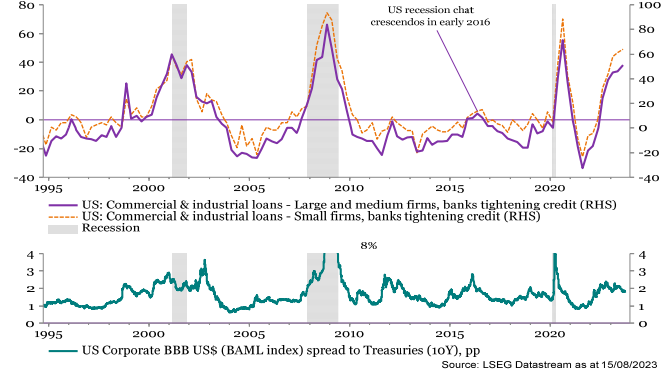 80
60
40
20
0
-20
-40
100
80
60
40
20
0
-20
-40
US recession chat
crescendos in early 2016
1995 2000 2005 2010 2015 2020
US: Commercial & industrial loans - Large and medium firms, banks tightening credit (RHS)
US: Commercial & industrial loans - Small firms, banks tightening credit (RHS)
Recession
8%
4
3
2
1
0
4
3
2
1
0
1995 2000 2005 2010 2015 2020
US Corporate BBB US$ (BAML index) spread to Treasuries (10Y), pp
Source: LSEG Datastream as at 15/08/2023